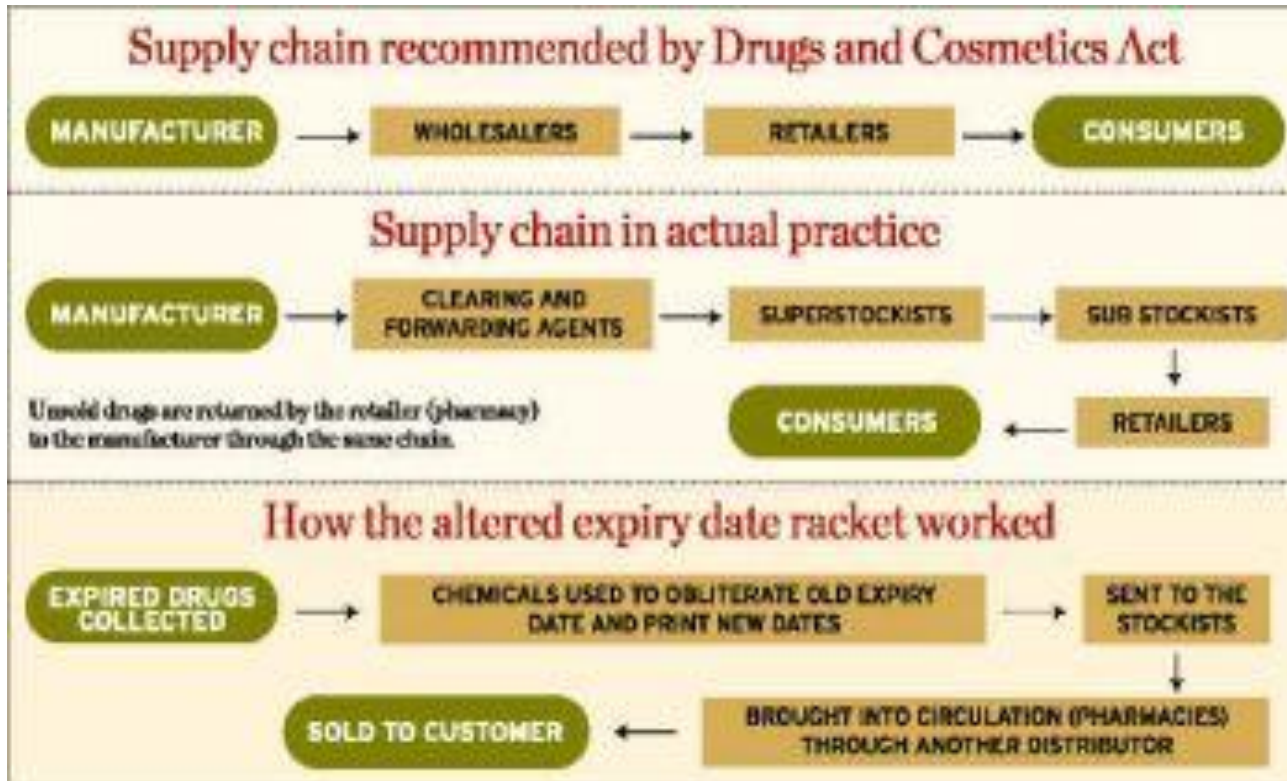 Supply chain recommended by Drugs and Cosmetics Act
MANUFACTURER
WHOLESALERS
RETAILERS
CONSUMERS
Supply chain in actual practice
MANUFACTURER
CLEARING AND
FORWARDING AGENTS
SUPERSTOCKISTS
SUB STOCKISTS
RETAILERS
CONSUMERS
Unsold drugs are returned by the retailer (pharmacy)
to the manufacturer through the same chain.
How the altered expiry date racket worked
EXPIRED DRUGS
COLLECTED
CHEMICALS USED TO OBLITERATE OLD EXPIRY
DATE AND PRINT NEW DATES
SENT TO THE
STOCKISTS
BROUGHT INTO CIRCULATION (PHARMACIES)
THROUGH ANOTHER DISTRIBUTOR
SOLD TO CUSTOMER